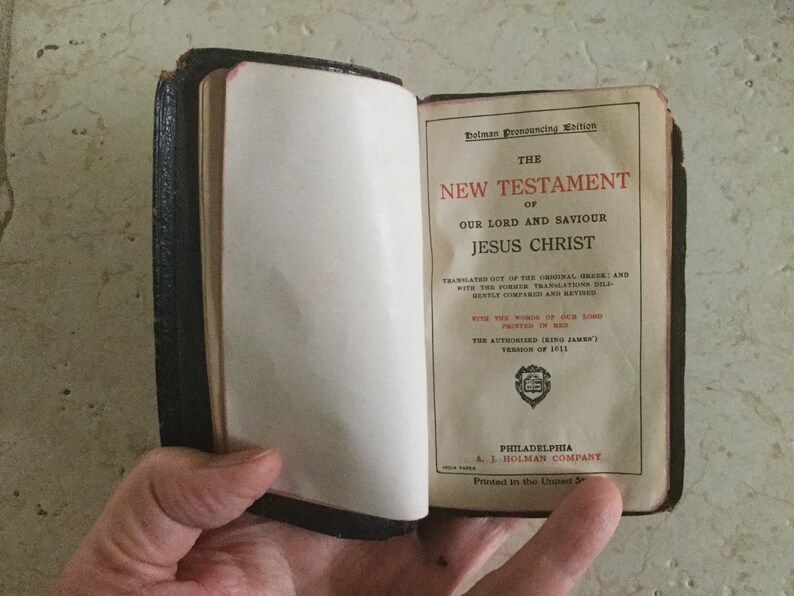 Holman Pronouncing Edition
THE
NEW TESTAMENT
OF
OUR LORD AND SAVIOUR
JESUS CHRIST
TRANSLATED OUT OF THE ORIGINAL GREEK; AND
WITH THE FORMER TRANSLATIONS DILI-
GENTLY COMPARED AND REVISED
WITH THE WORDS OF OUR LORD
PRINTED IN RED
THE AUTHORIZED (KING JAMES')
VERSION OF 1611
PHILADELPHIA
A. J. HOLMAN COMPANY
INDIA PAPER
Printed in the United